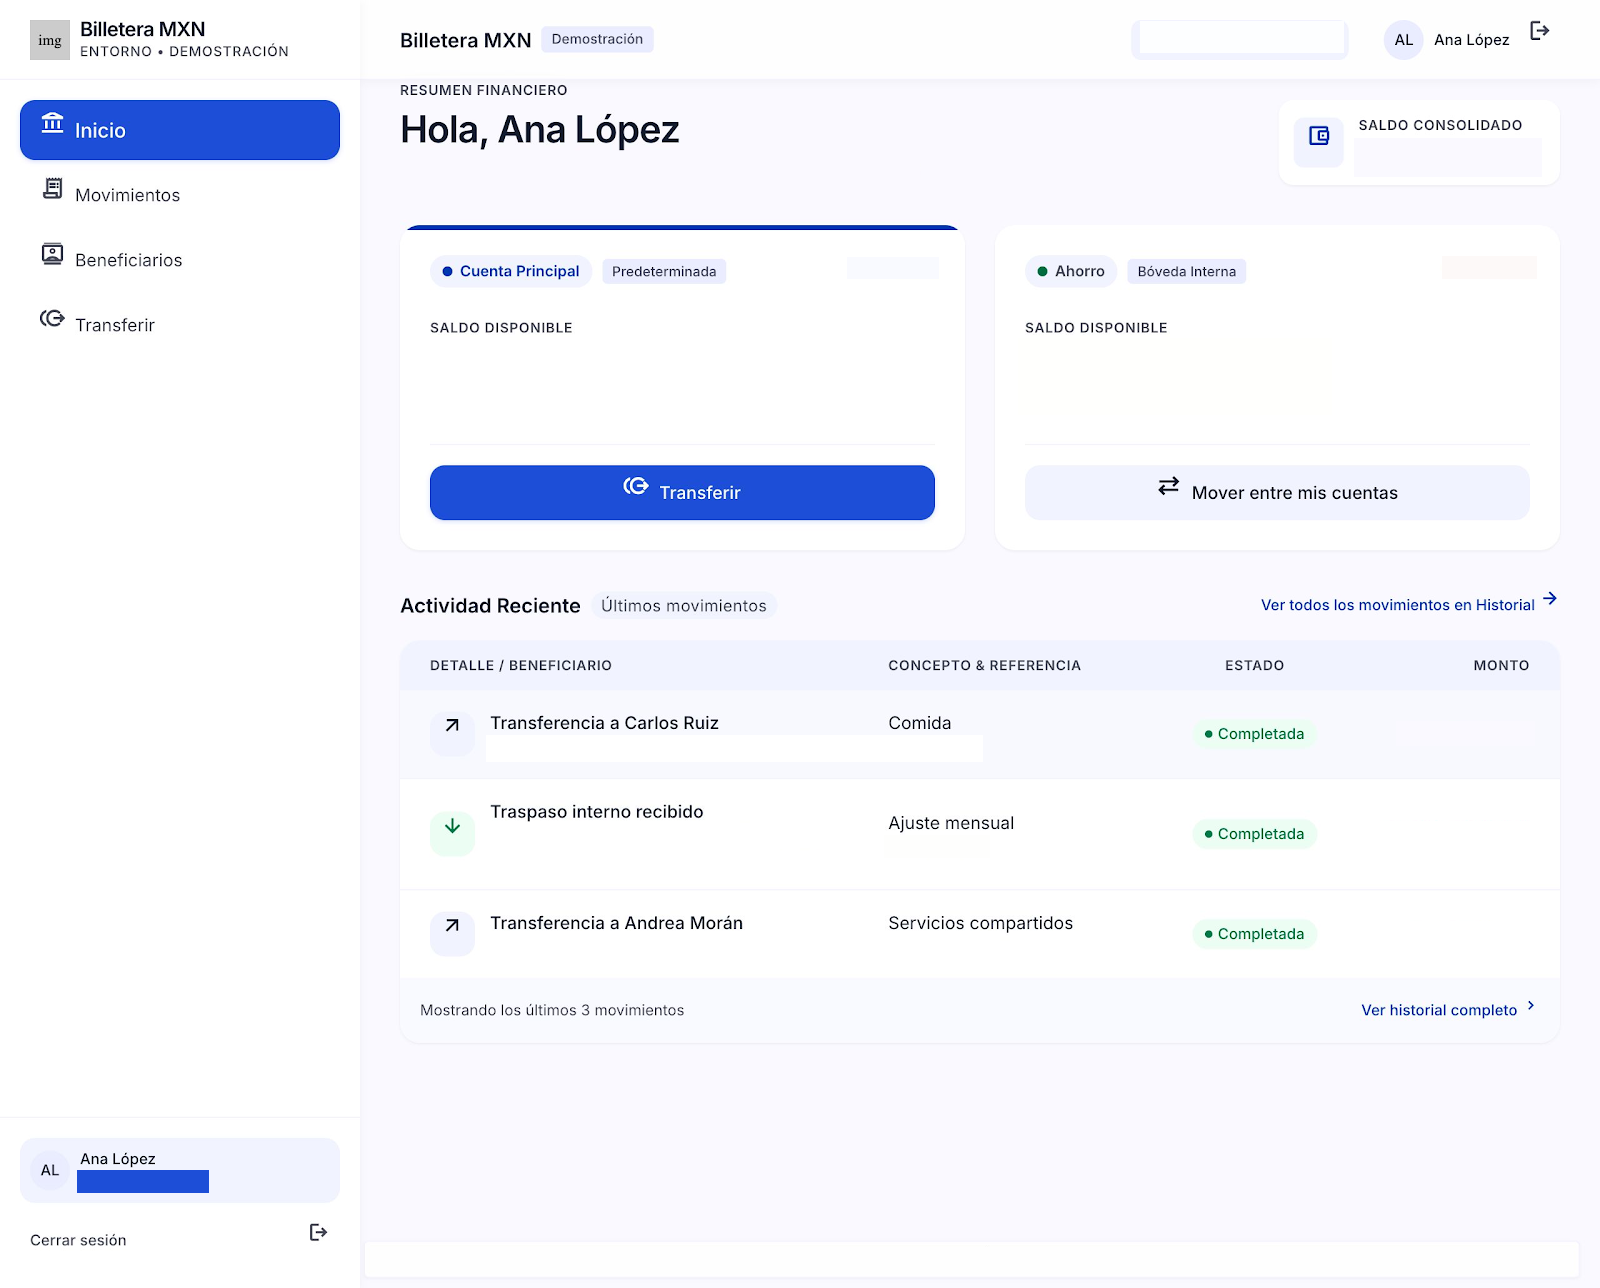 img
Billetera MXN
ENTORNO • DEMOSTRACIÓN
Inicio
Movimientos
Beneficiarios
Transferir
AL
Ana López
Cerrar sesión
Billetera MXN
Demostración
AL
Ana López
RESUMEN FINANCIERO
Hola, Ana López
SALDO CONSOLIDADO
Cuenta Principal
Predeterminada
SALDO DISPONIBLE
Transferir
Ahorro
Bóveda Interna
SALDO DISPONIBLE
Mover entre mis cuentas
Actividad Reciente
Últimos movimientos
Ver todos los movimientos en Historial
DETALLE / BENEFICIARIO
CONCEPTO & REFERENCIA
ESTADO
MONTO
Transferencia a Carlos Ruiz
Comida
Completada
Traspaso interno recibido
Ajuste mensual
Completada
Transferencia a Andrea Morán
Servicios compartidos
Completada
Mostrando los últimos 3 movimientos
Ver historial completo